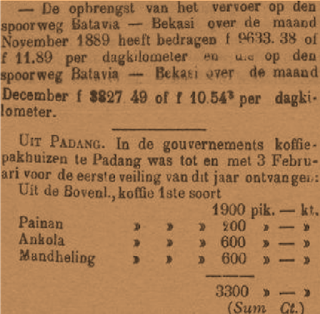 — De ophrengst van het vervoer op den
spoorweg Batavia — Bekasi over de maand
November 1889 heeft bedragen f 9633.38 of
f 11.89 per dagkilometer en die op den
spoorweg Batavia — Bekasi over de maand
December f 8827 49 of f 10.54³ per dagki-
lometer.
UIT PADANG. In de gouvernements koffie-
pakhuizen te Padang was tot en met 3 Febru-
ari voor de eerste veiling van dit jaar ontvangen:
Uit de Bovenl., koffie 1ste soort
1900 pik. — kt.
Painan » » » 200 » — »
Ankola » » » 600 » — »
Mandheling » » » 600 » — »
3300 » — »
(Sum Ct.)